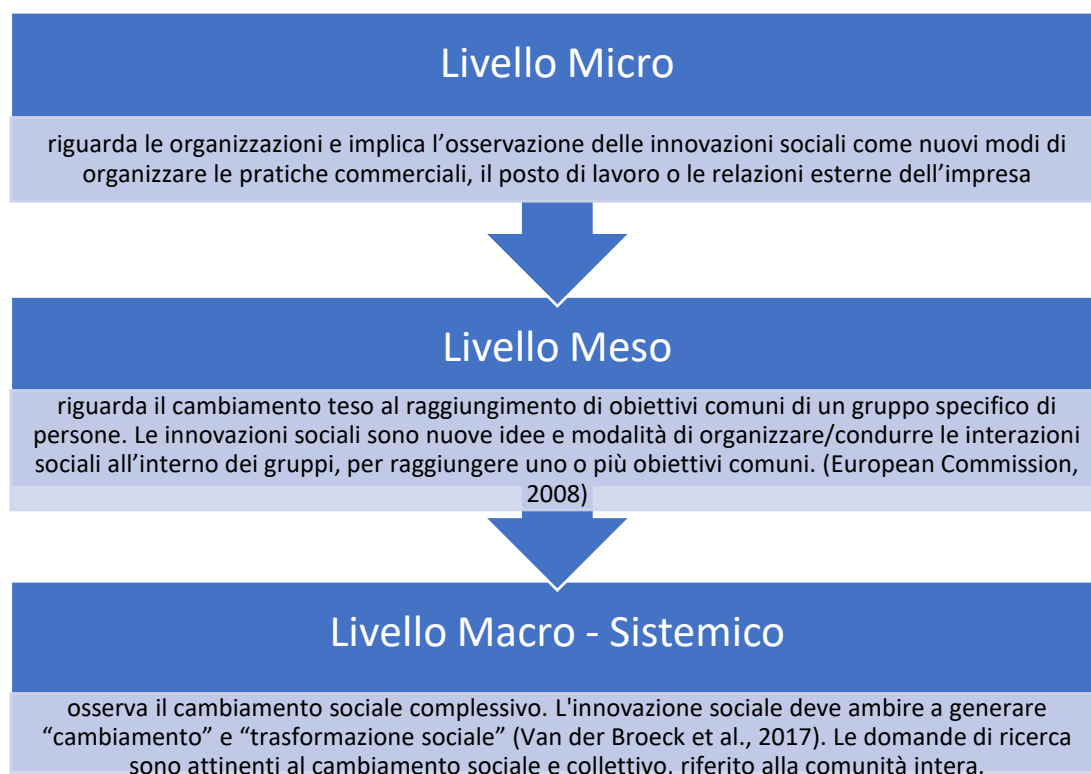 Livello Micro
riguarda le organizzazioni e implica l’osservazione delle innovazioni sociali come nuovi modi di
organizzare le pratiche commerciali, il posto di lavoro o le relazioni esterne dell’impresa
Livello Meso
riguarda il cambiamento teso al raggiungimento di obiettivi comuni di un gruppo specifico di
persone. Le innovazioni sociali sono nuove idee e modalità di organizzare/condurre le interazioni
sociali all’interno dei gruppi, per raggiungere uno o più obiettivi comuni. (European Commission,
2008)
Livello Macro - Sistemico
osserva il cambiamento sociale complessivo. L'innovazione sociale deve ambire a generare
“cambiamento” e “trasformazione sociale” (Van der Broeck et al., 2017). Le domande di ricerca
sono attinenti al cambiamento sociale e collettivo, riferito alla comunità intera.